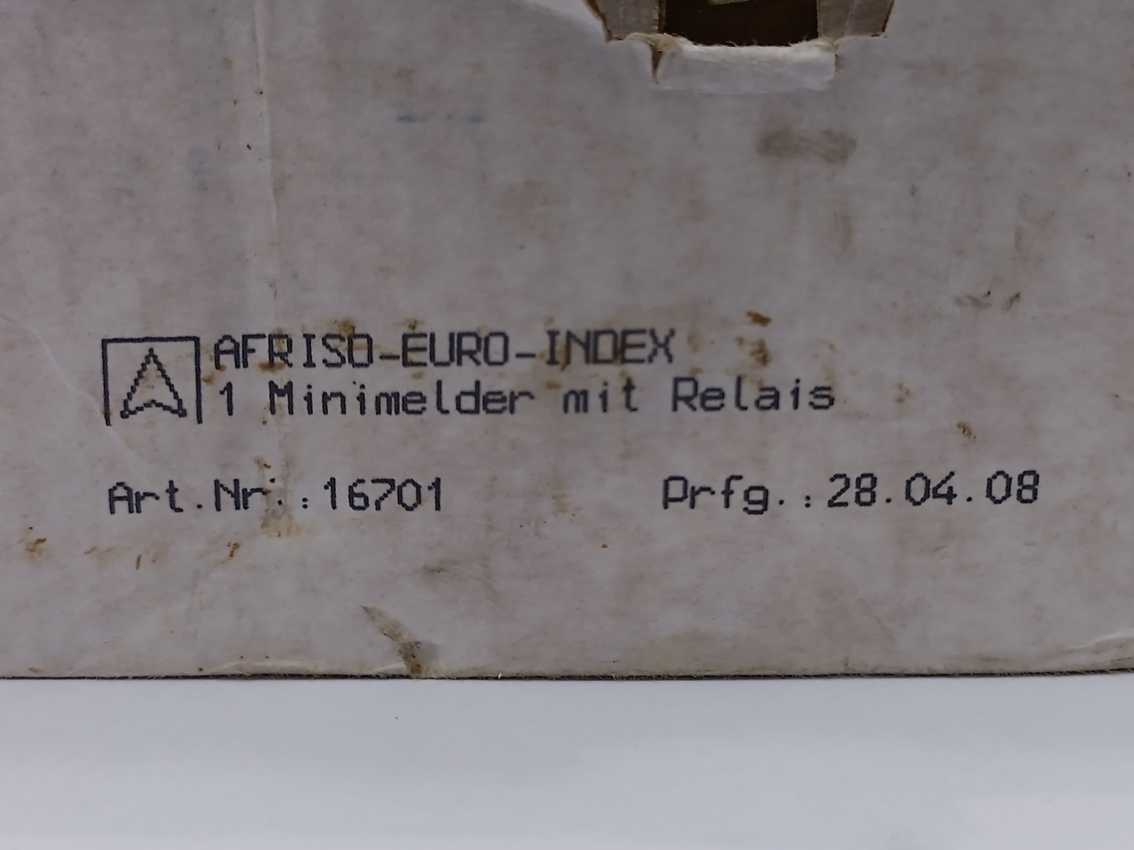 AFRISO-EURO-INDEX
1 Minimelder mit Relais
Art.Nr.:16701 Prfg.:28.04.08